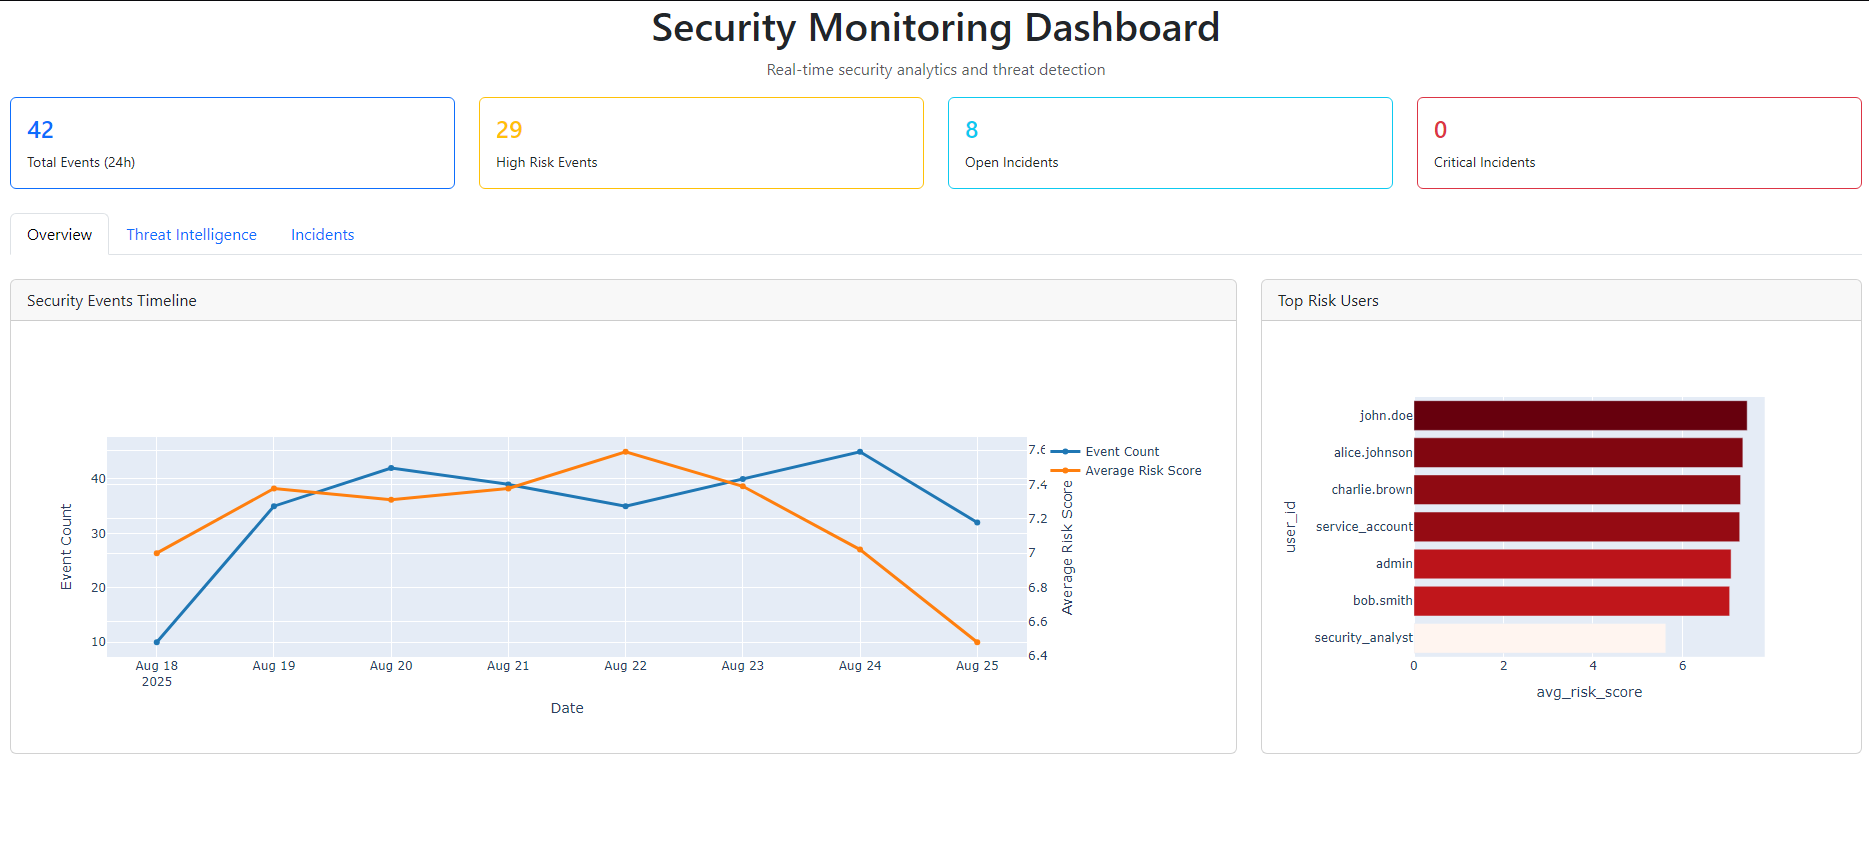 Security Monitoring Dashboard
Real-time security analytics and threat detection
42
Total Events (24h)
29
High Risk Events
8
Open Incidents
0
Critical Incidents
Overview
Threat Intelligence
Incidents
Security Events Timeline
Event Count
40
30
20
10
Aug 18
2025
Aug 19
Aug 20
Aug 21
Aug 22
Aug 23
Aug 24
Aug 25
Date
7.6
7.4
7.2
7
6.8
6.6
6.4
Average Risk Score
Event Count
Average Risk Score
Top Risk Users
user_id
john.doe
alice.johnson
charlie.brown
service_account
admin
bob.smith
security_analyst
0
2
4
6
avg_risk_score